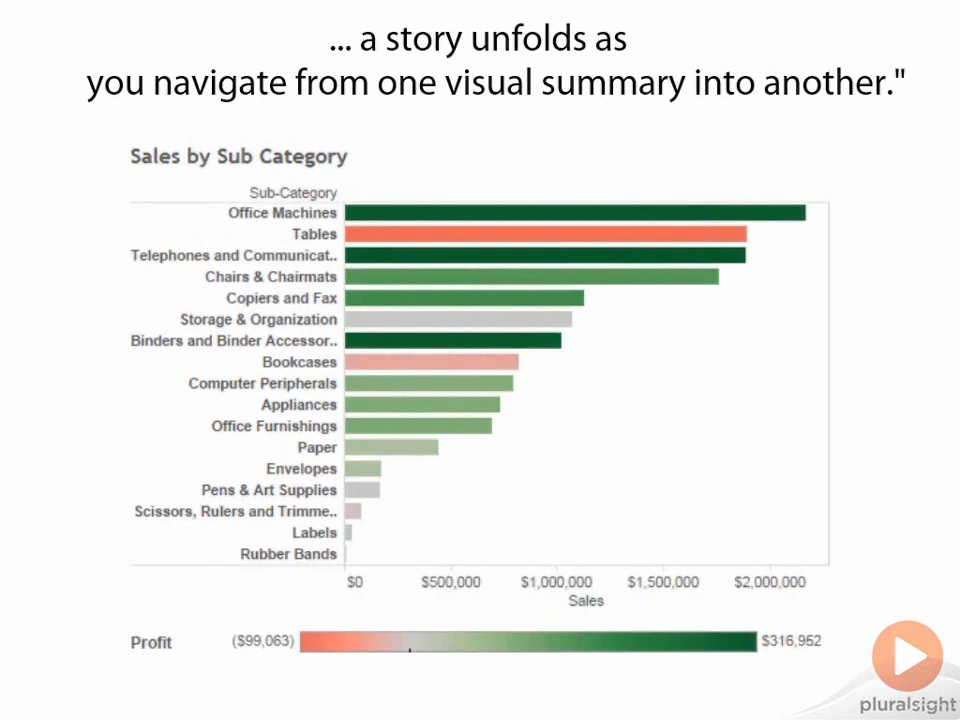 ... a story unfolds as
you navigate from one visual summary into another."
Sales by Sub Category
Sub-Category
Office Machines
Tables
Telephones and Communicat..
Chairs & Chairmats
Copiers and Fax
Storage & Organization
Binders and Binder Accessor..
Bookcases
Computer Peripherals
Appliances
Office Furnishings
Paper
Envelopes
Pens & Art Supplies
Scissors, Rulers and Trimme..
Labels
Rubber Bands
$0 $500,000 $1,000,000 $1,500,000 $2,000,000
Sales
Profit ($99,063) $316,952
pluralsight